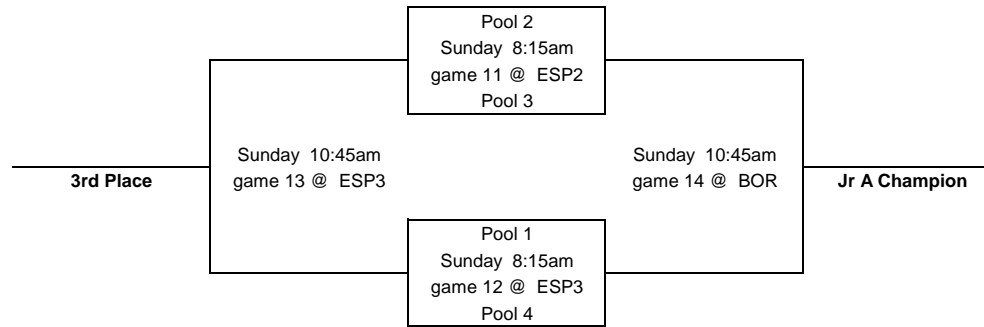 Pool 2
Sunday 8:15am
game 11 @ ESP2
Pool 3
Sunday 10:45am
game 13 @ ESP3
3rd Place
Sunday 10:45am
game 14 @ BOR
Jr A Champion
Pool 1
Sunday 8:15am
game 12 @ ESP3
Pool 4